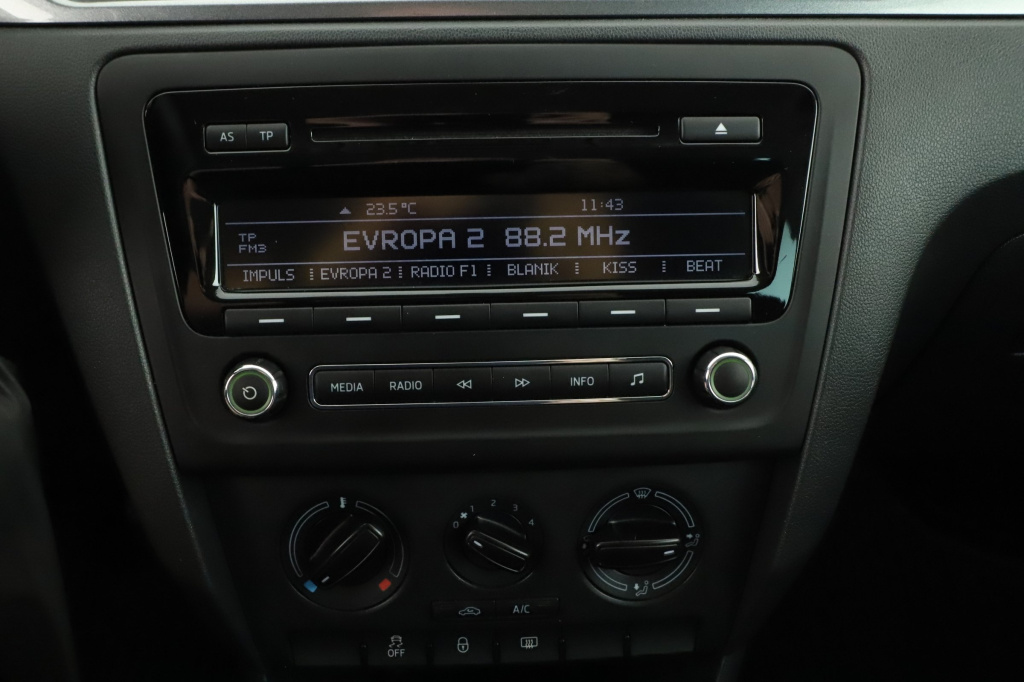 AS TP
23.5°C 11:43
TP
FM3
EVROPA 2 88.2 MHz
IMPULS EVROPA 2 RADIO F1 BLANIK KISS BEAT
MEDIA RADIO INFO
0 1 2 3 4
A/C
OFF